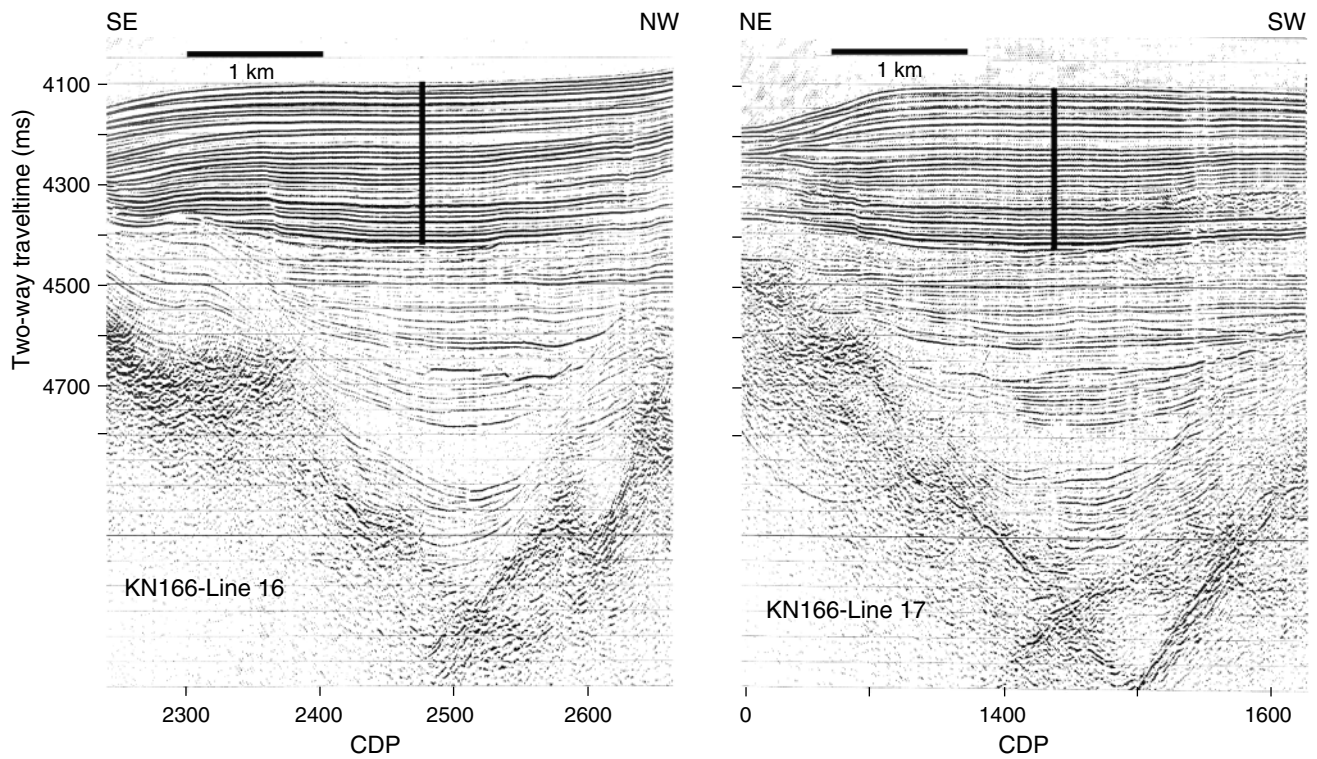 SE
NW
NE
SW
1 km
1 km
Two-way traveltime (ms)
4100
4300
4500
4700
KN166-Line 16
KN166-Line 17
2300
2400
2500
2600
0
1400
1600
CDP
CDP